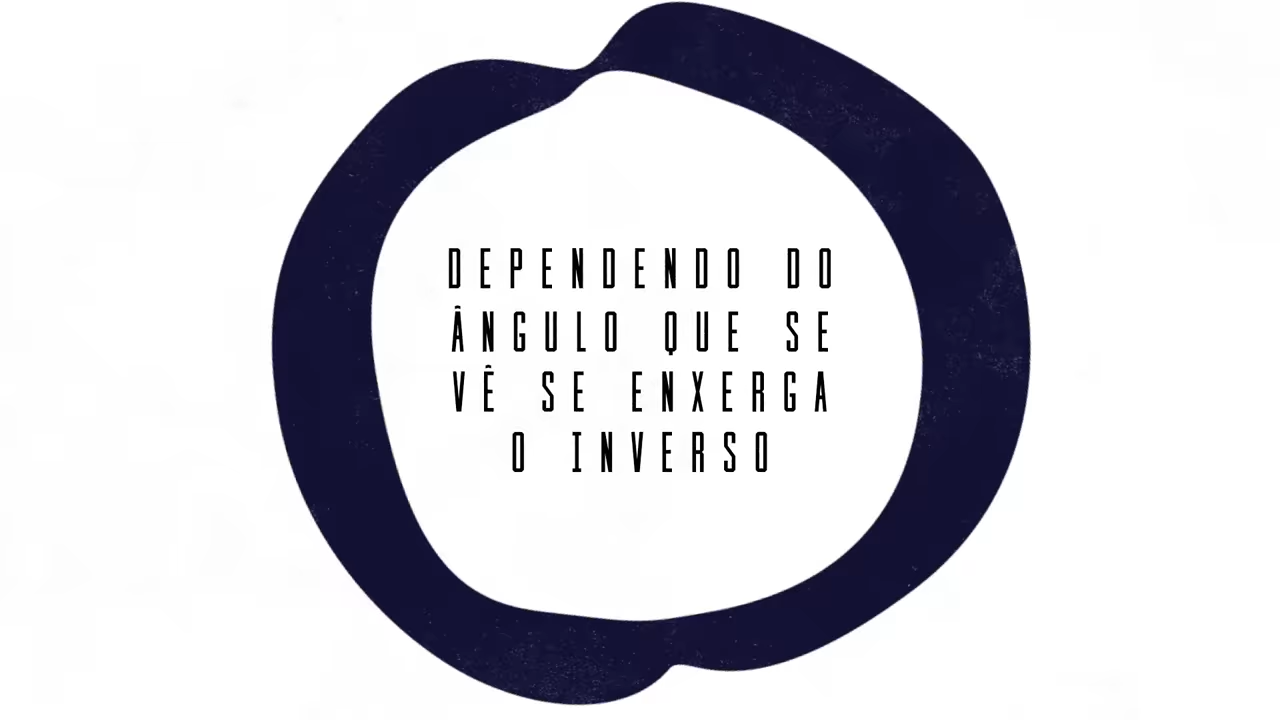 DEPENDENDO DO
ÂNGULO QUE SE
VÊ SE ENXERGA
O INVERSO